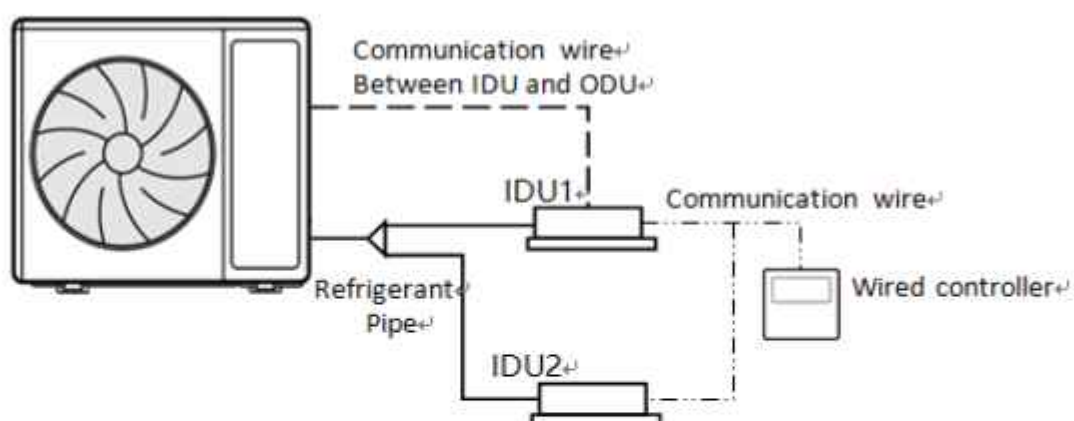 Communication wire↵
Between IDU and ODU↵
IDU1↵
Communication wire↵
Refrigerant↵
Pipe↵
Wired controller↵
IDU2↵